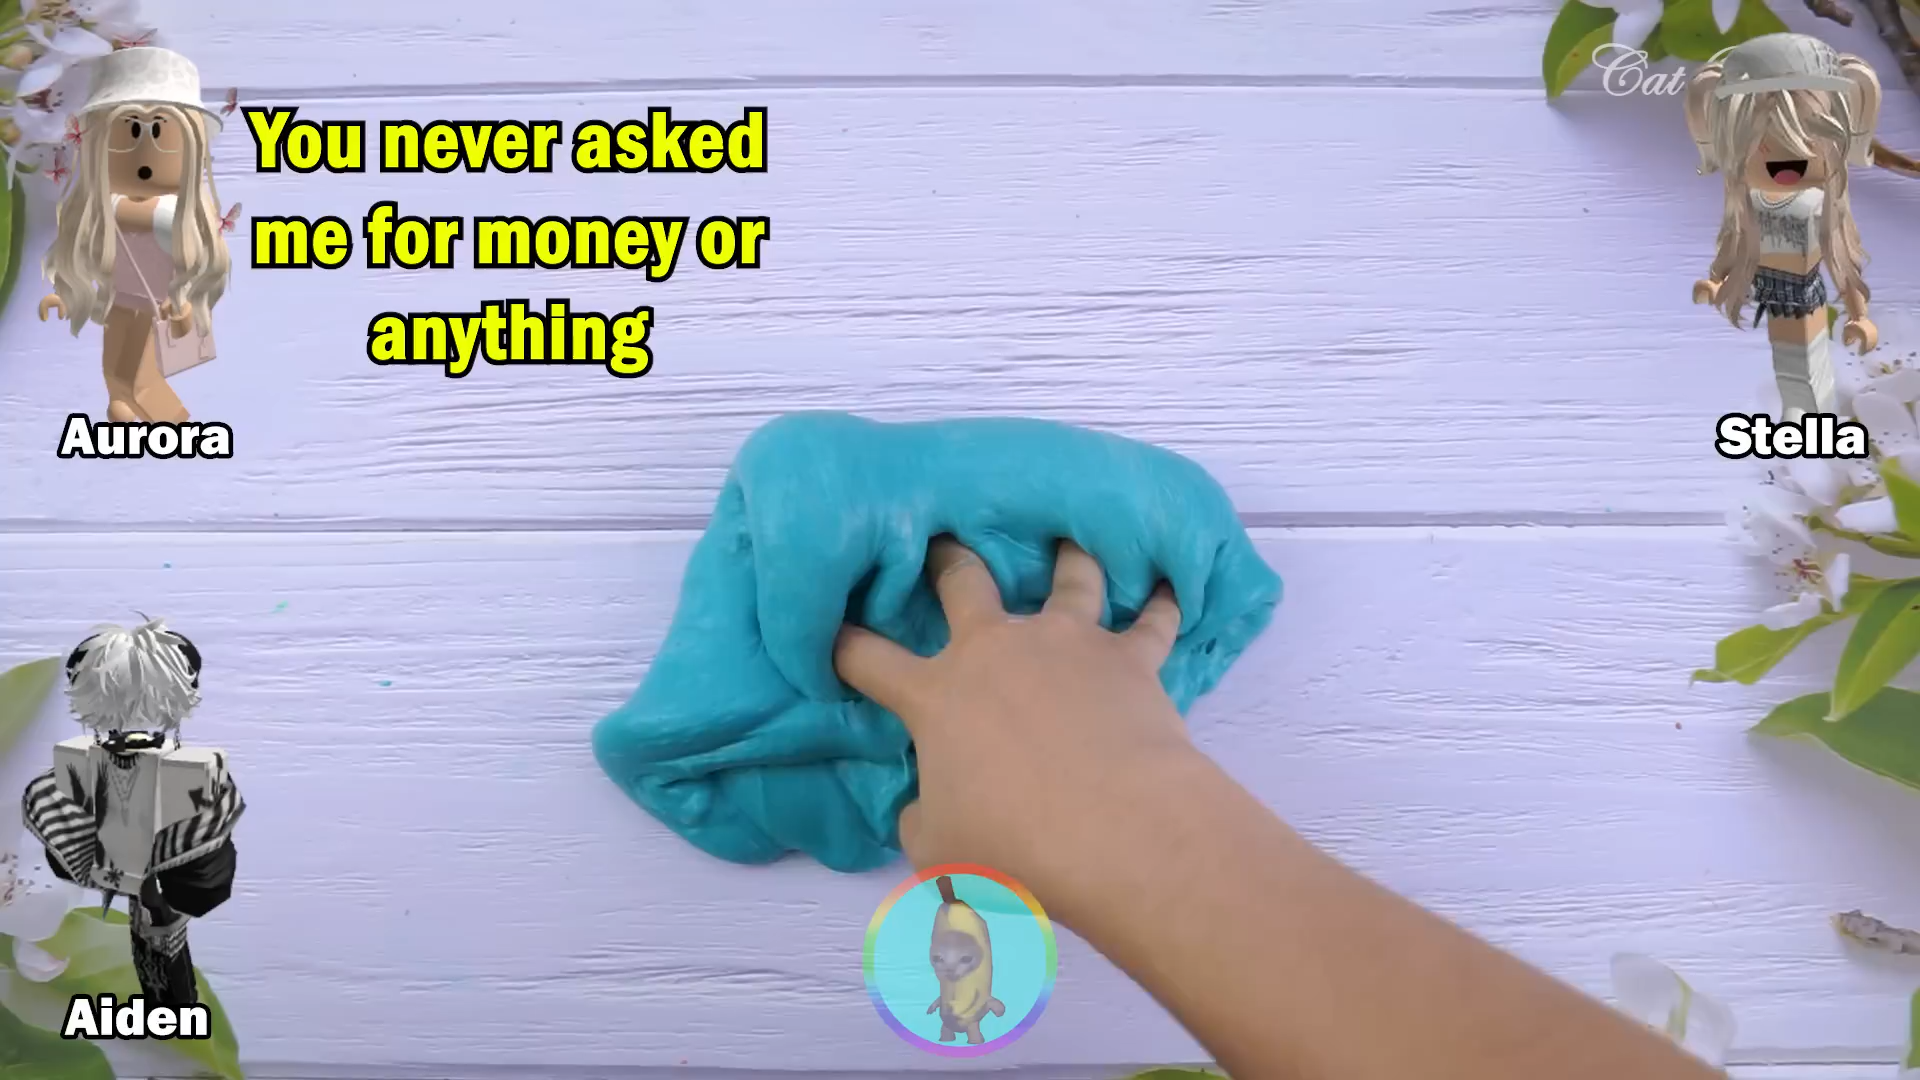 Cat
You never asked
me for money or
anything
Aurora
Stella
Aiden